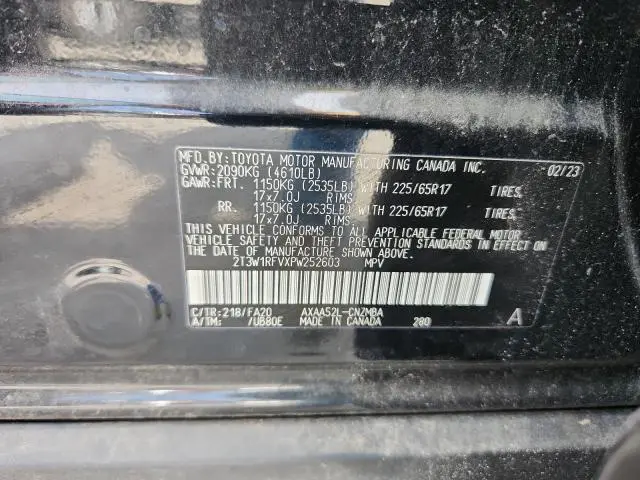 MFD.BY:TOYOTA MOTOR MANUFACTURING CANADA INC. 02/23
GVWR:2090KG (4610LB)
GAWR:FRT. 1150KG (2535LB) WITH 225/65R17 TIRES,
17x7.0J RIMS
RR. 1150KG (2535LB) WITH 225/65R17 TIRES,
17x7.0J RIMS
THIS VEHICLE CONFORMS TO ALL APPLICABLE FEDERAL MOTOR
VEHICLE SAFETY AND THEFT PREVENTION STANDARDS IN EFFECT
ON THE DATE OF MANUFACTURE SHOWN ABOVE.
2T3W1RFVXPW252603 MPV
C/TR:218/FA20 AXAA52L-CNZMBA
A/TM: /UB80E MADE IN CANADA 280 A